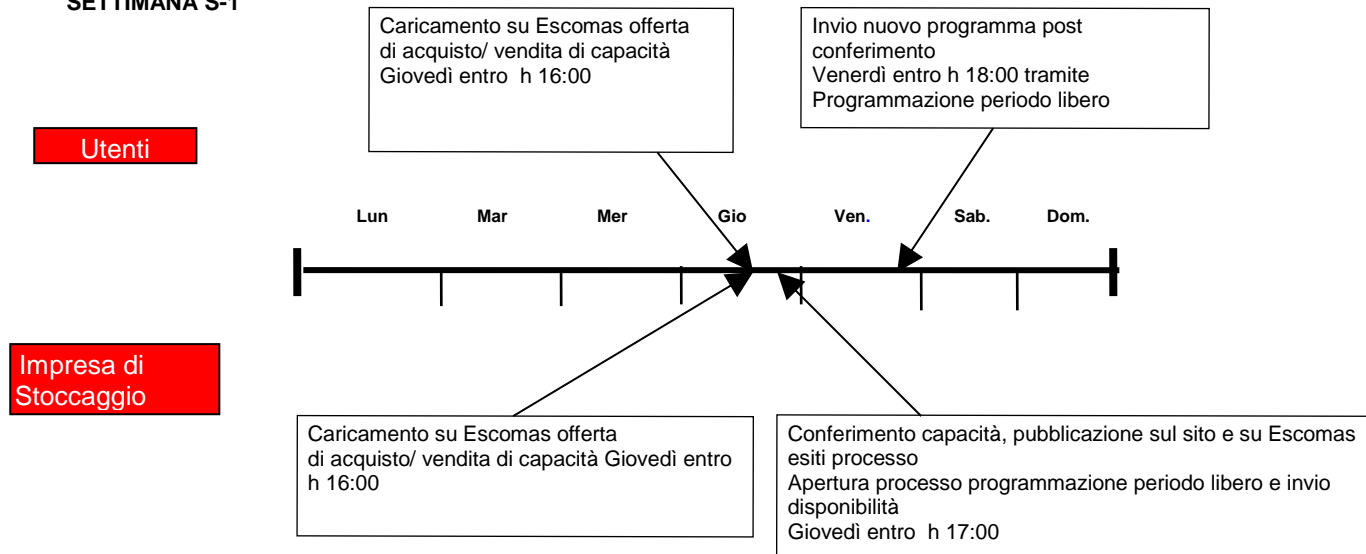 SETTIMANA S-1
Caricamento su Escomas offerta
di acquisto/ vendita di capacità
Giovedì entro h 16:00
Invio nuovo programma post
conferimento
Venerdì entro h 18:00 tramite
Programmazione periodo libero
Utenti
Lun Mar Mer Gio Ven. Sab. Dom.
Impresa di
Stoccaggio
Caricamento su Escomas offerta
di acquisto/ vendita di capacità Giovedì entro
h 16:00
Conferimento capacità, pubblicazione sul sito e su Escomas
esiti processo
Apertura processo programmazione periodo libero e invio
disponibilità
Giovedì entro h 17:00